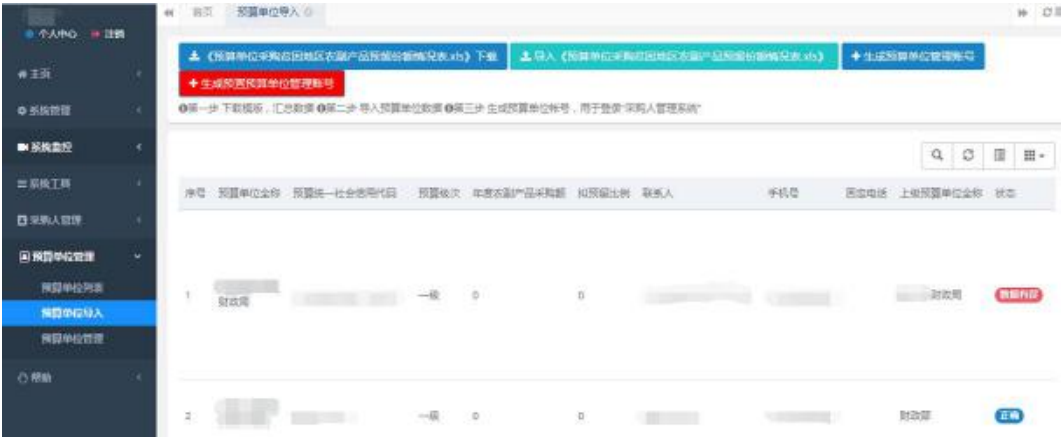 个人中心 注销
主页
系统管理
系统监控
系统工具
采购人管理
预算单位管理
预算单位列表
预算单位导入
预算单位管理
帮助
首页 预算单位导入
《预算单位采购贫困地区农副产品预留份额情况表.xls》下载 导入《预算单位采购贫困地区农副产品预留份额情况表.xls》 +生成预算单位管理账号
+生成预置预算单位管理账号
❶第一步 下载模板，汇总数据 ❷第二步 导入预算单位数据 ❸第三步 生成预算单位帐号，用于登录"采购人管理系统"
序号 预算单位全称 预算统一社会信用代码 预算级次 年度农副产品采购额 拟预留比例 联系人 手机号 固定电话 上级预算单位全称 状态
1 财政局 一级 0 0 财政局 数据有误
2 一级 0 0 财政部 正确